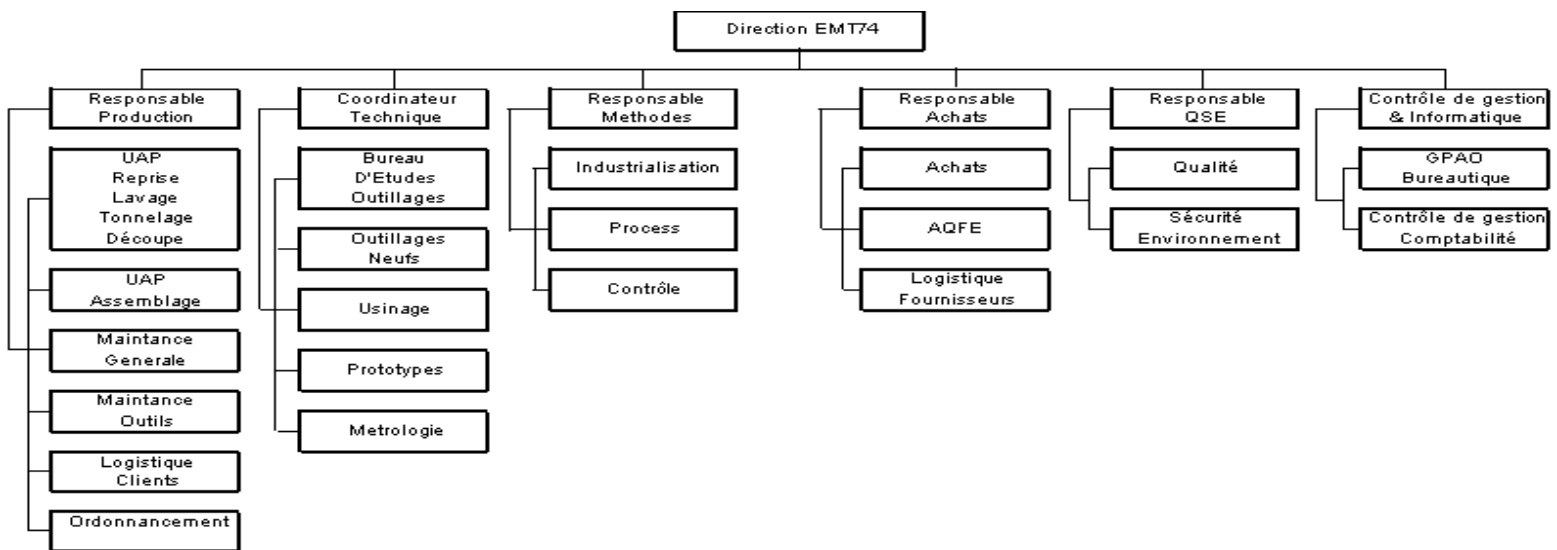 Direction EMT74
Responsable
Production
UAP
Reprise
Lavage
Tonnelage
Découpe
UAP
Assemblage
Maintance
Generale
Maintance
Outils
Logistique
Clients
Ordonnancement
Coordinateur
Technique
Bureau
D'Etudes
Outillages
Outillages
Neufs
Usinage
Prototypes
Metrologie
Responsable
Methodes
Industrialisation
Process
Contrôle
Responsable
Achats
Achats
AQFE
Logistique
Fournisseurs
Responsable
QSE
Qualité
Sécurité
Environnement
Contrôle de gestion
& Informatique
GPAO
Bureautique
Contrôle de gestion
Comptabilité